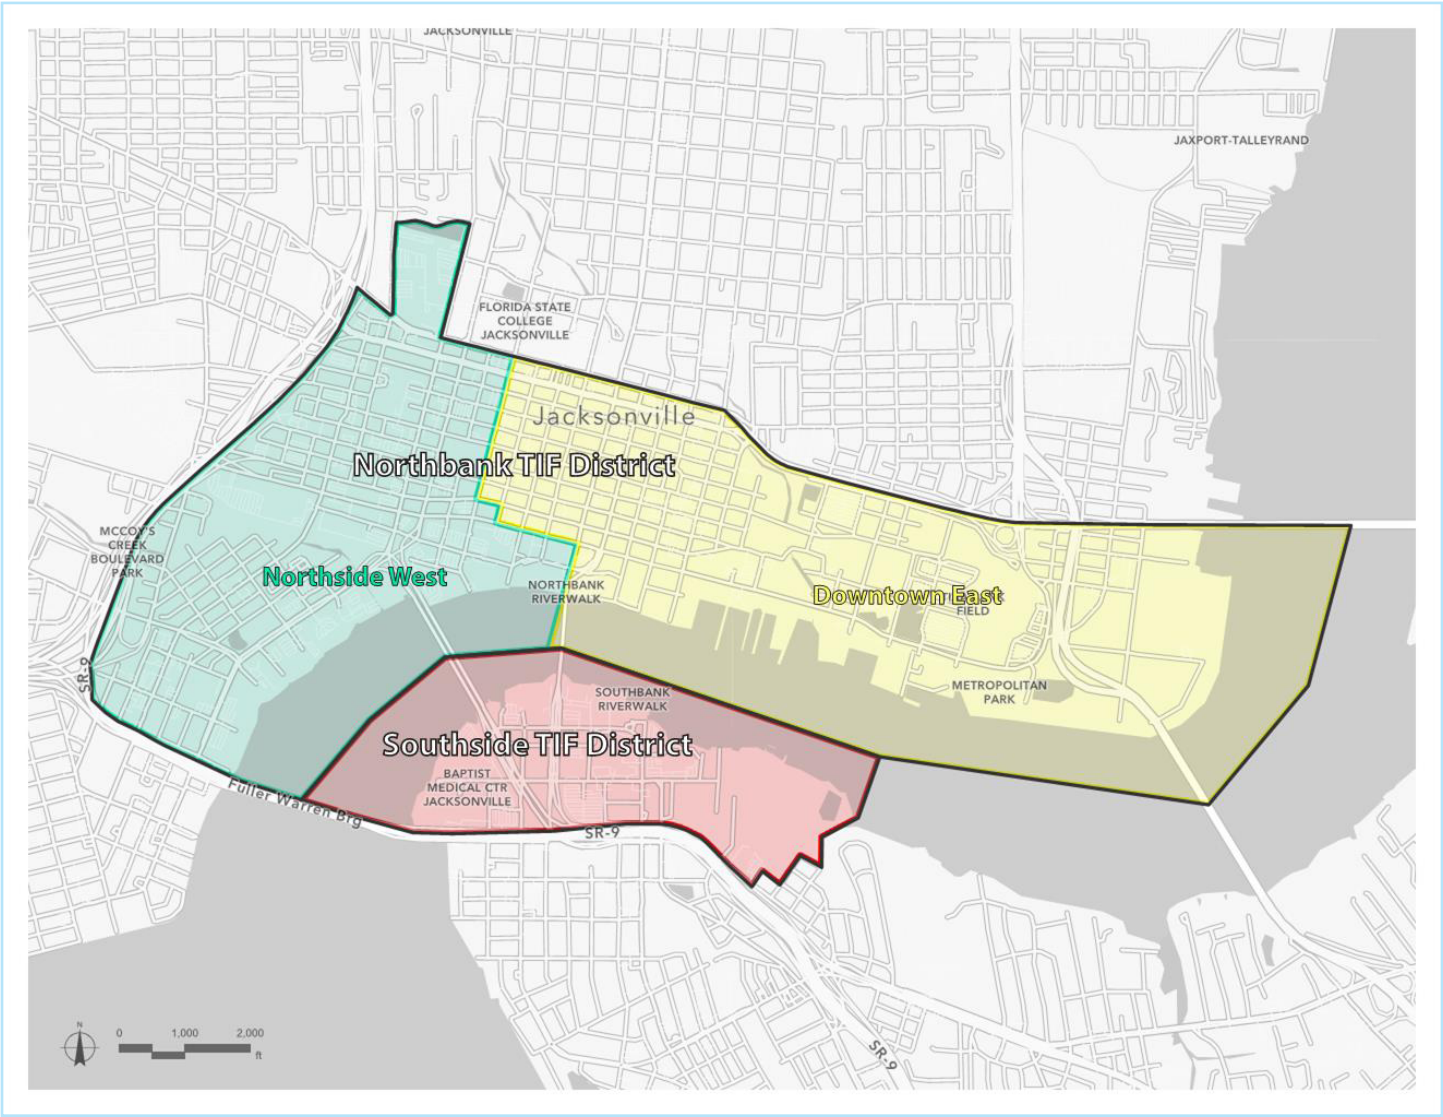 JACKSONVILLE
JAXPORT-TALLEYRAND
FLORIDA STATE
COLLEGE
JACKSONVILLE
Jacksonville
Northbank TIF District
MCCOY'S
CREEK
BOULEVARD
PARK
Northside West
NORTHBANK
RIVERWALK
Downtown East
FIELD
SR-9
METROPOLITAN
PARK
SOUTHBANK
RIVERWALK
Southside TIF District
BAPTIST
MEDICAL CTR
JACKSONVILLE
Fuller Warren Brg
SR-9
SR-9
N
0 1,000 2,000
ft